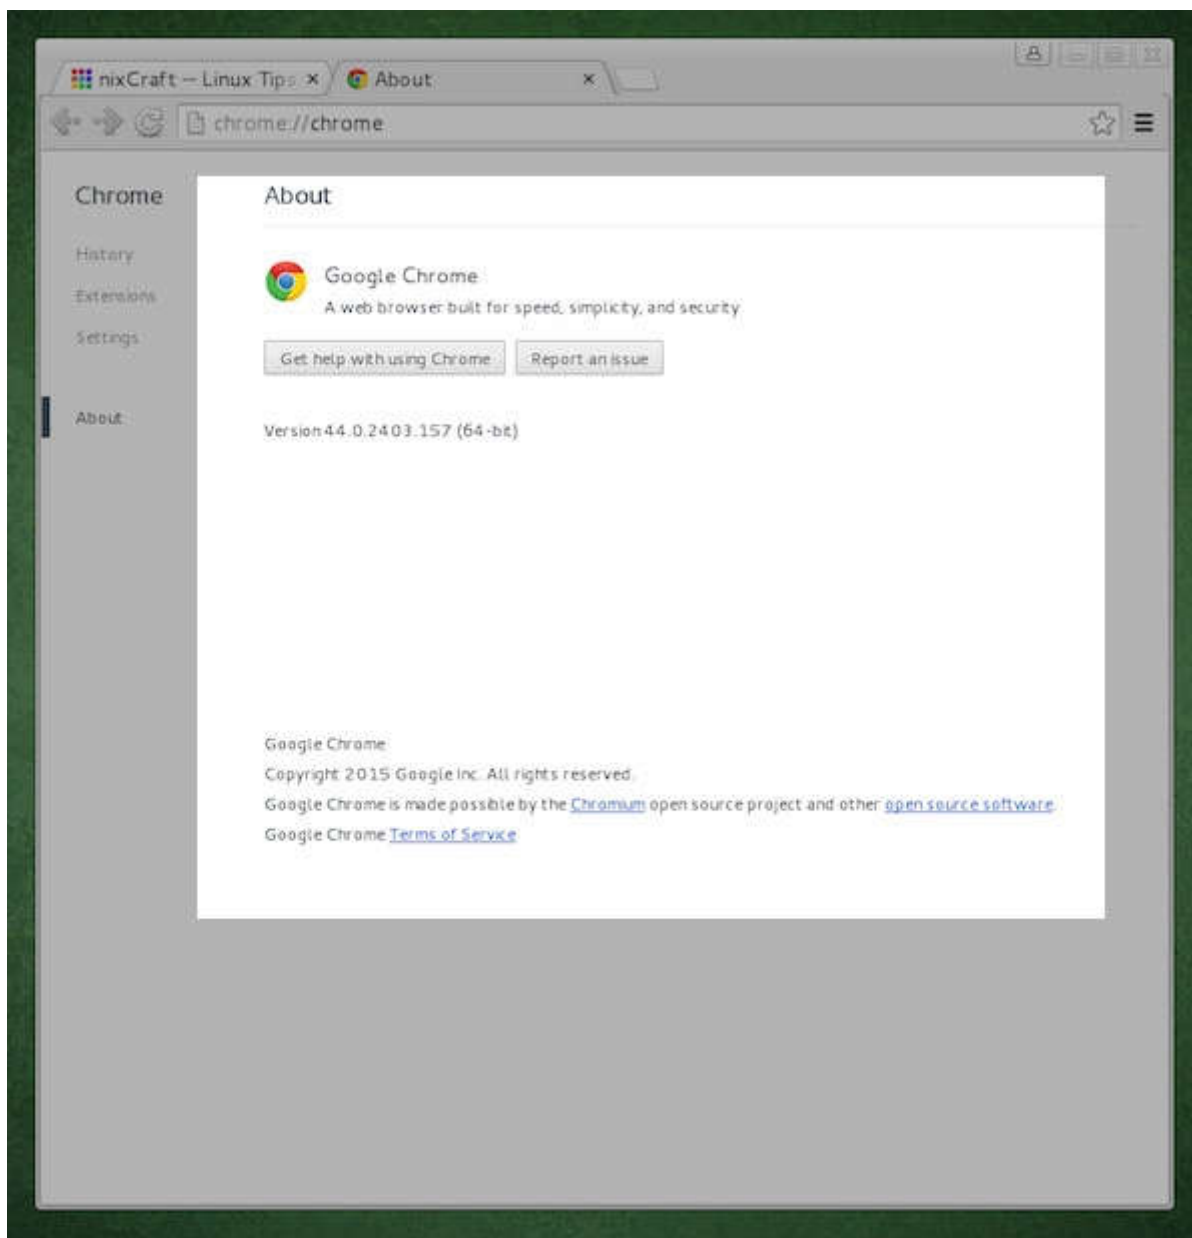 nixCraft — Linux Tips
About
chrome://chrome
Chrome
History
Extensions
Settings
About
About
Google Chrome
A web browser built for speed, simplicity, and security
Get help with using Chrome
Report an issue
Version 44.0.2403.157 (64-bit)
Google Chrome
Copyright 2015 Google Inc. All rights reserved.
Google Chrome is made possible by the Chromium open source project and other open source software.
Google Chrome Terms of Service